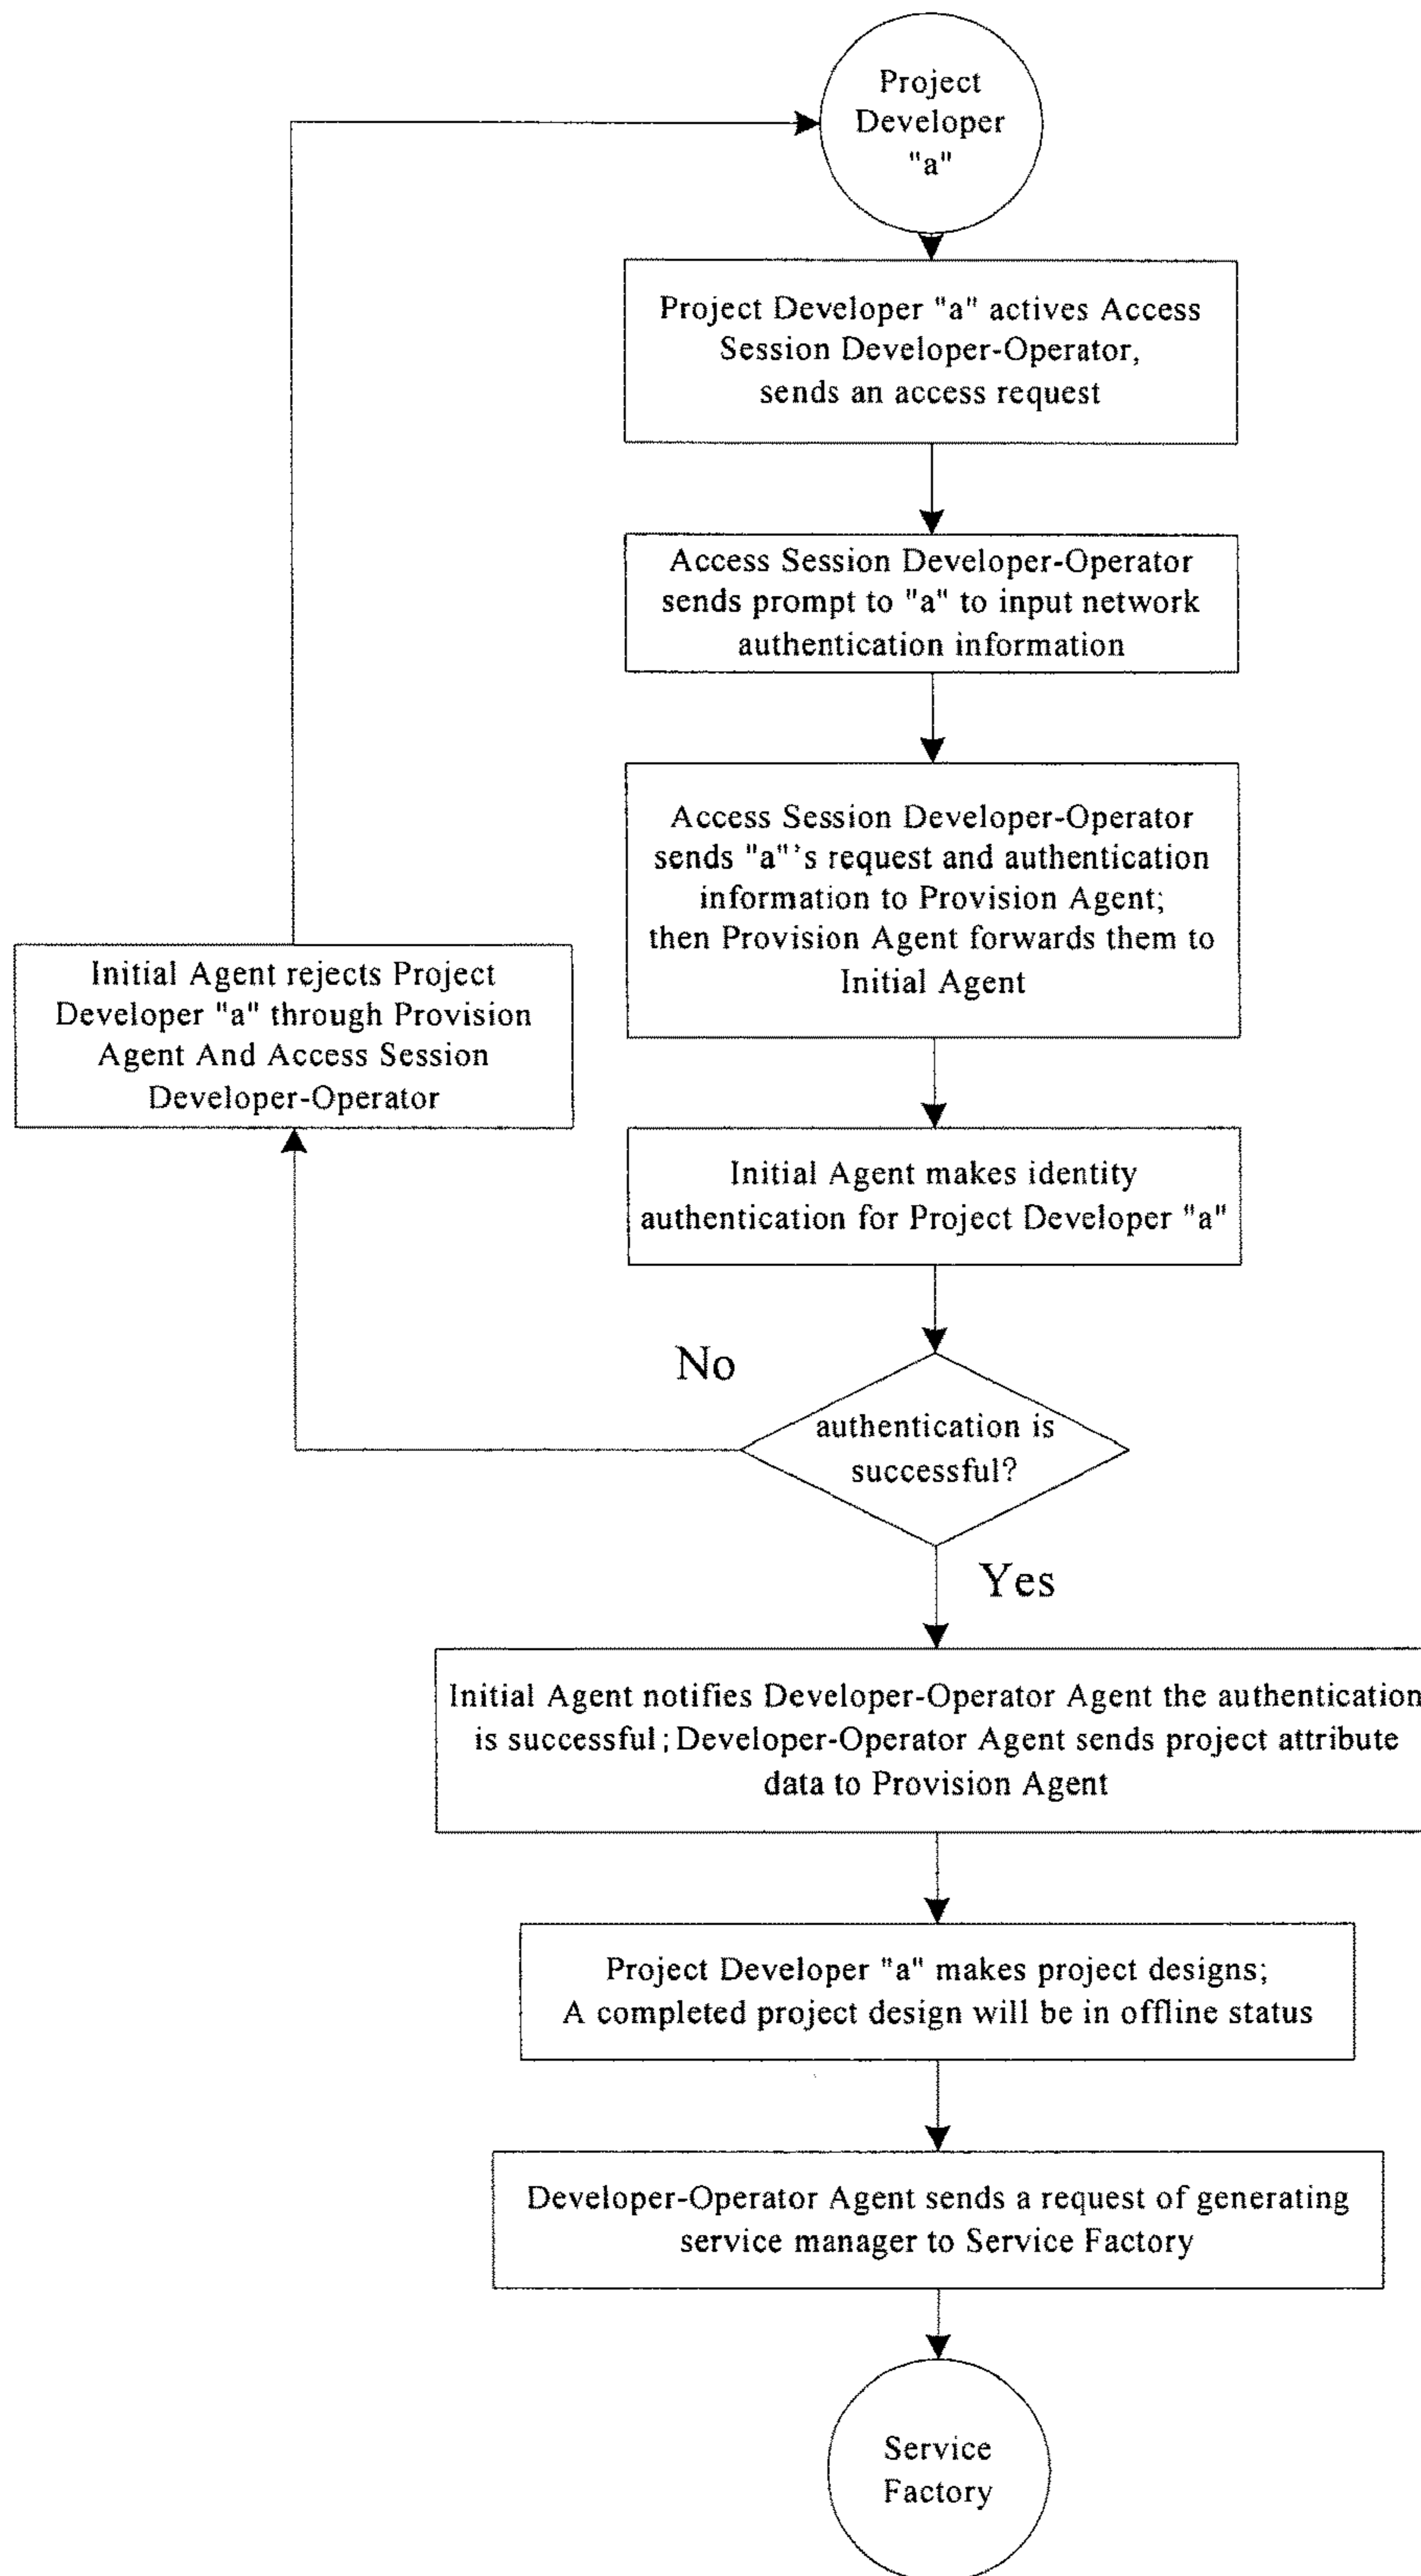 Project
Developer
"a"
Project Developer "a" actives Access
Session Developer-Operator,
sends an access request
Access Session Developer-Operator
sends prompt to "a" to input network
authentication information
Access Session Developer-Operator
sends "a"'s request and authentication
information to Provision Agent;
then Provision Agent forwards them to
Initial Agent
Initial Agent rejects Project
Developer "a" through Provision
Agent And Access Session
Developer-Operator
Initial Agent makes identity
authentication for Project Developer "a"
No
authentication is
successful?
Yes
Initial Agent notifies Developer-Operator Agent the authentication
is successful; Developer-Operator Agent sends project attribute
data to Provision Agent
Project Developer "a" makes project designs;
A completed project design will be in offline status
Developer-Operator Agent sends a request of generating
service manager to Service Factory
Service
Factory